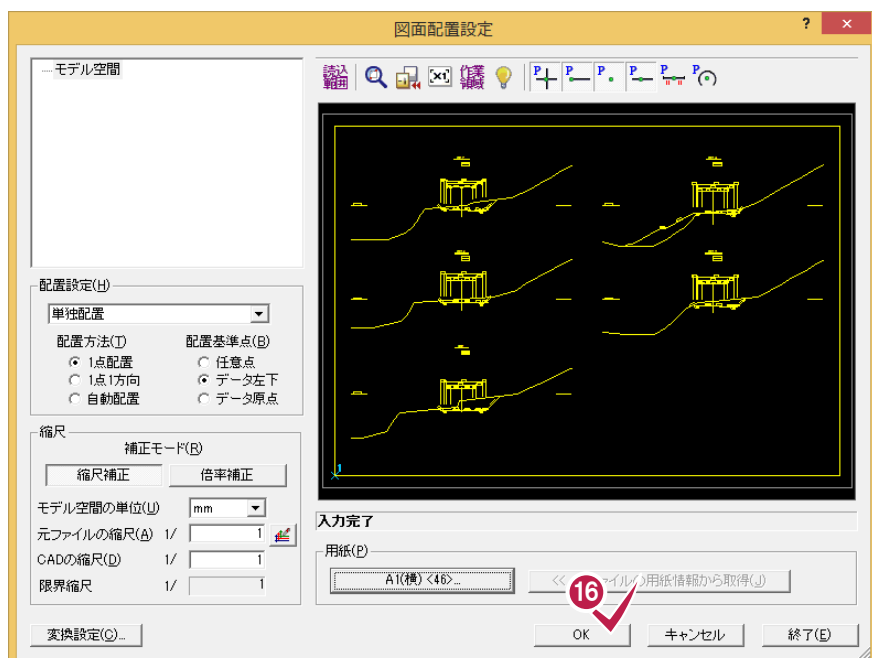 図面配置設定
? ×
モデル空間
読込範囲 ×1 作業領域 P P P P P P
配置設定(H)
単独配置
配置方法(T) 配置基準点(B)
1点配置 任意点
1点1方向 データ左下
自動配置 データ原点
縮尺
補正モード(R)
縮尺補正 倍率補正
モデル空間の単位(U) mm
元ファイルの縮尺(A) 1/ 1
CADの縮尺(D) 1/ 1
限界縮尺 1/ 1
変換設定(C)...
1
入力完了
用紙(P)
A1(横) <46>...
<< の用紙情報から取得(J)
16
OK キャンセル 終了(E)